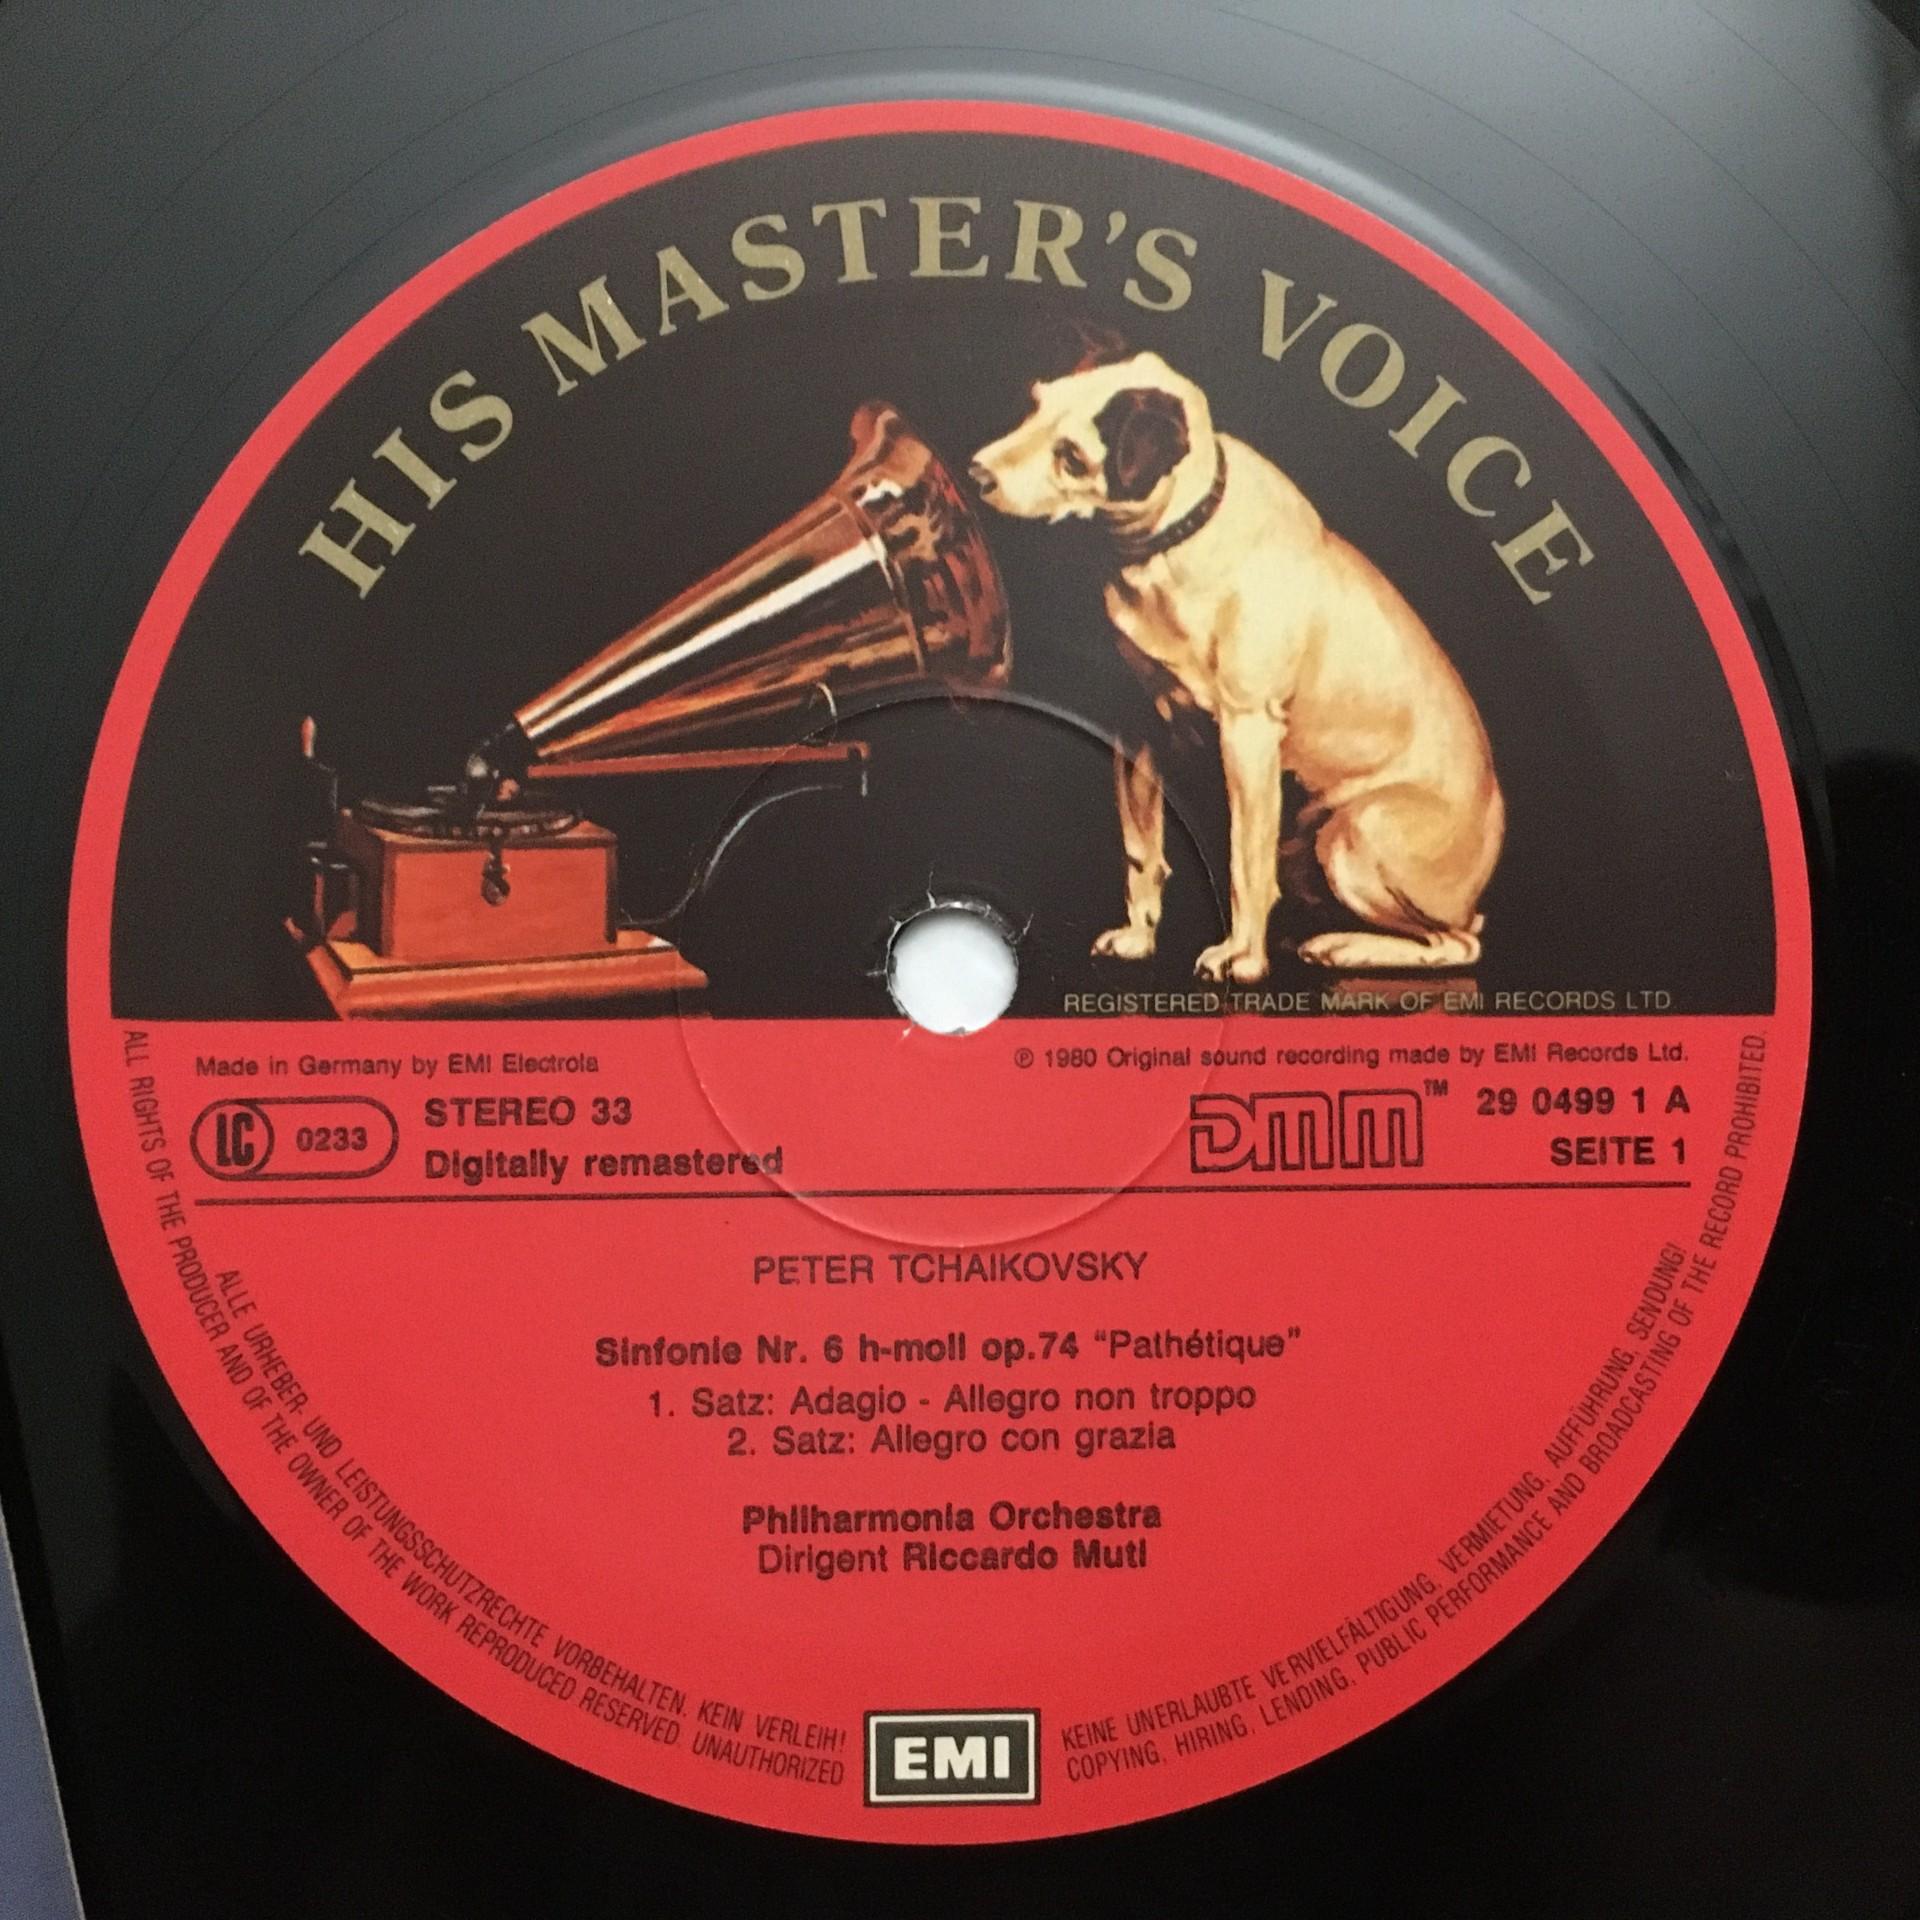 HIS MASTER'S VOICE
REGISTERED TRADE MARK OF EMI RECORDS LTD
Made in Germany by EMI Electrola
℗ 1980 Original sound recording made by EMI Records Ltd.
LC 0233
STEREO 33
Digitally remastered
DMM™
29 0499 1 A
SEITE 1
PETER TCHAIKOVSKY
Sinfonie Nr. 6 h-moll op.74 “Pathétique”
1. Satz: Adagio - Allegro non troppo
2. Satz: Allegro con grazia
Philharmonia Orchestra
Dirigent Riccardo Muti
ALLE URHEBER- UND LEISTUNGSSCHUTZRECHTE VORBEHALTEN. KEIN VERLEIH! KEINE UNERLAUBTE VERVIELFÄLTIGUNG, VERMIETUNG, AUFFÜHRUNG, SENDUNG!
ALL RIGHTS OF THE PRODUCER AND OF THE OWNER OF THE WORK REPRODUCED RESERVED. UNAUTHORIZED COPYING, HIRING, LENDING, PUBLIC PERFORMANCE AND BROADCASTING OF THE RECORD PROHIBITED.
EMI